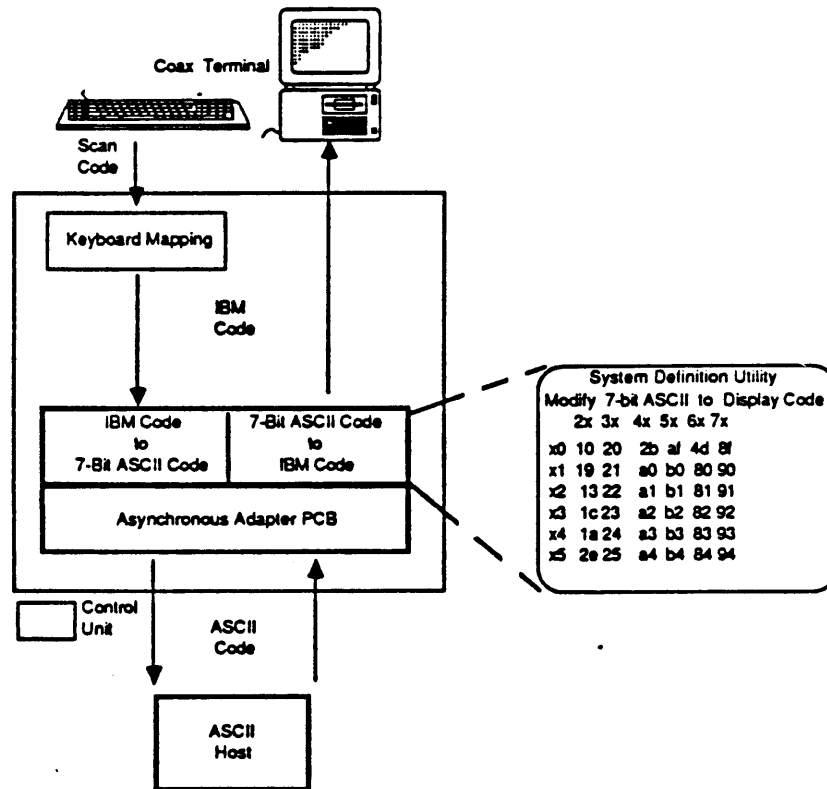 Coax Terminal
Scan
Code
Keyboard Mapping
IBM
Code
IBM Code
to
7-Bit ASCII Code
7-Bit ASCII Code
to
IBM Code
Asynchronous Adapter PCB
Control
Unit
ASCII
Code
ASCII
Host
System Definition Utility
Modify 7-bit ASCII to Display Code
2x 3x 4x 5x 6x 7x
x0 10 20 2b af 4d 8f
x1 19 21 a0 b0 80 90
x2 13 22 a1 b1 81 91
x3 1c 23 a2 b2 82 92
x4 1a 24 a3 b3 83 93
x5 2e 25 a4 b4 84 94